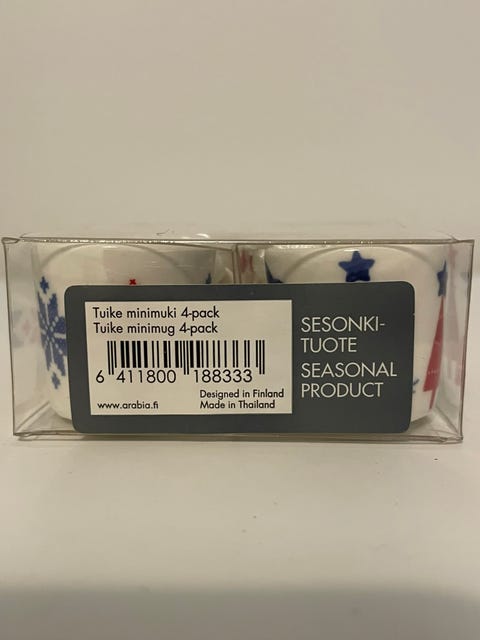 Tuike minimuki 4-pack
Tuike minimug 4-pack
6 411800 188333
Designed in Finland
www.arabia.fi Made in Thailand
SESONKI-
TUOTE
SEASONAL
PRODUCT